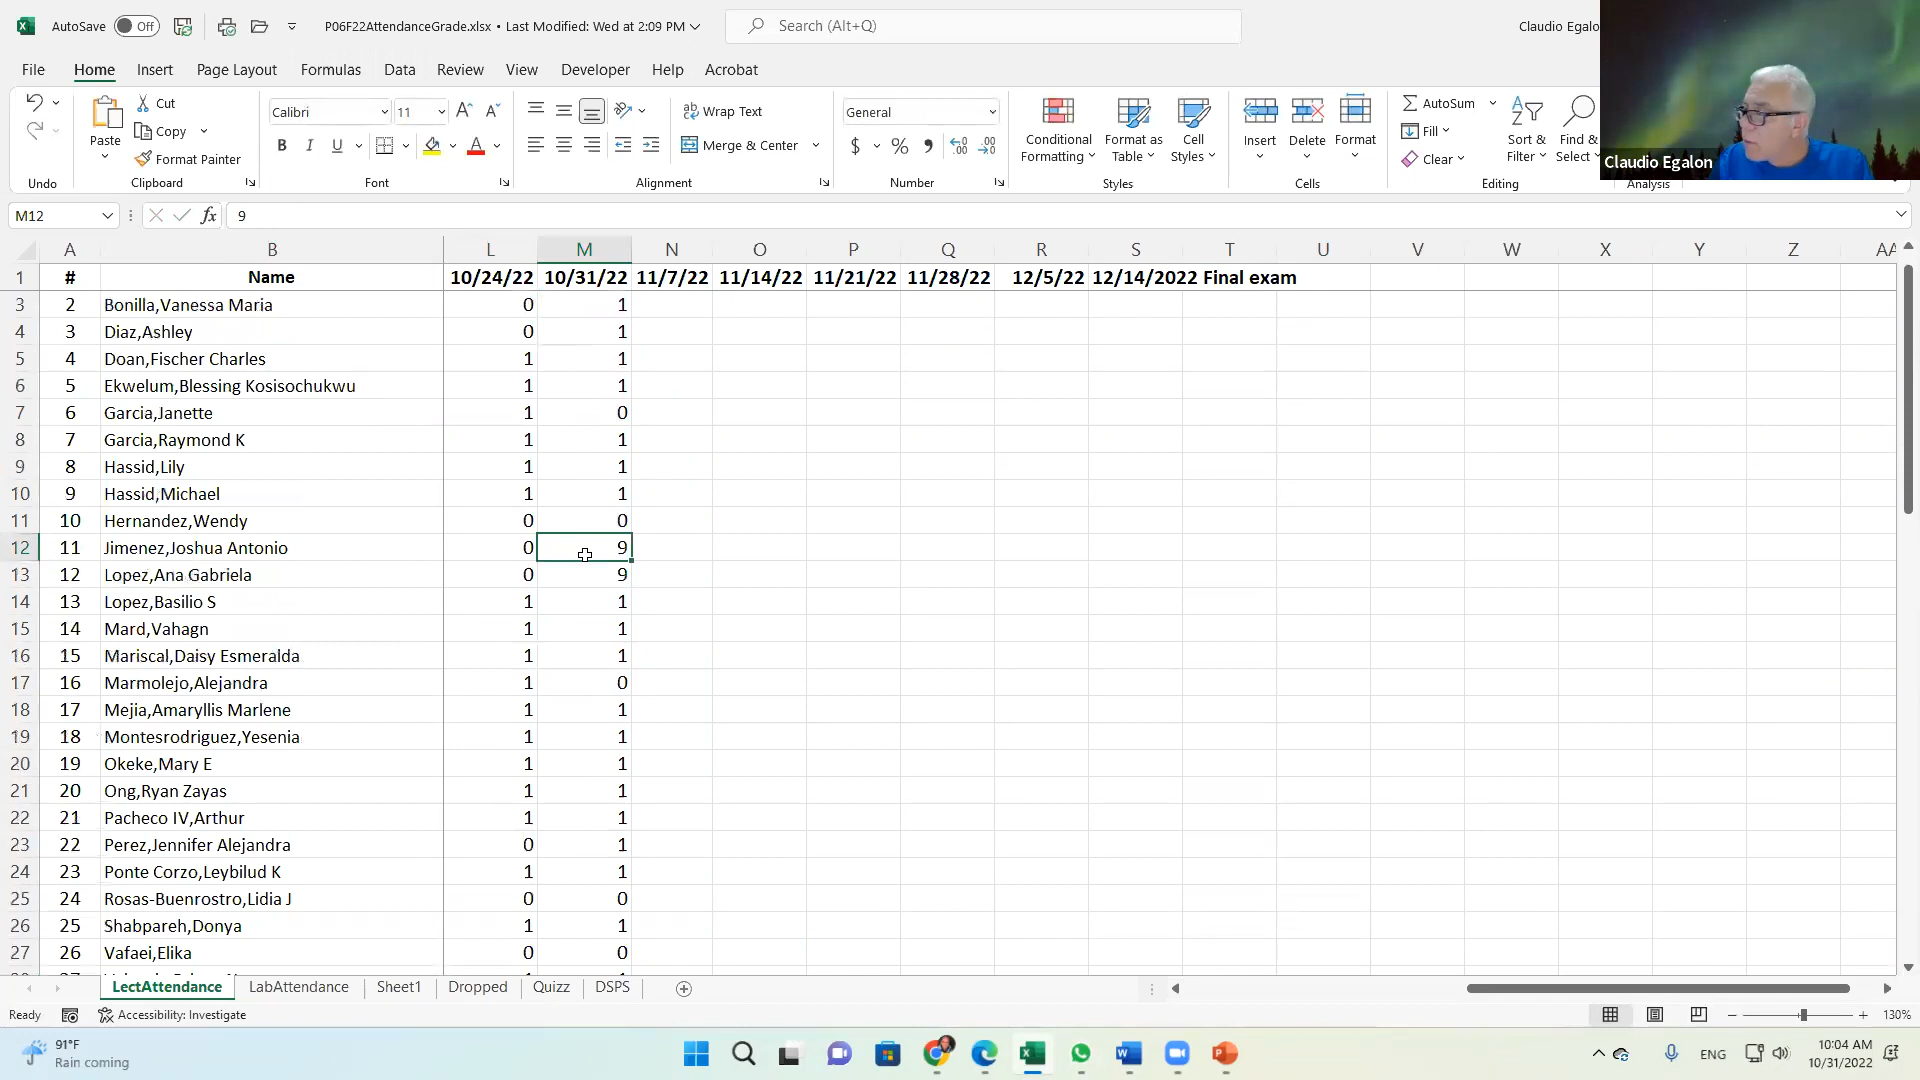 AutoSave Off P06F22AttendanceGrade.xlsx • Last Modified: Wed at 2:09 PM Search (Alt+Q) Claudio Egalo
File Home Insert Page Layout Formulas Data Review View Developer Help Acrobat
Cut Calibri 11 Wrap Text General AutoSum
Paste Copy Conditional Formatting Format as Table Cell Styles Insert Delete Format Fill Sort & Filter Find & Select
Format Painter Merge & Center Clear
Claudio Egalon
Undo Clipboard Font Alignment Number Styles Cells Editing Analysis
M12 fx 9
A B L M N O P Q R S T U V W X Y Z AA
1 # Name 10/24/22 10/31/22 11/7/22 11/14/22 11/21/22 11/28/22 12/5/22 12/14/2022 Final exam
3 2 Bonilla,Vanessa Maria 0 1
4 3 Diaz,Ashley 0 1
5 4 Doan,Fischer Charles 1 1
6 5 Ekwelum,Blessing Kosisochukwu 1 1
7 6 Garcia,Janette 1 0
8 7 Garcia,Raymond K 1 1
9 8 Hassid,Lily 1 1
10 9 Hassid,Michael 1 1
11 10 Hernandez,Wendy 0 0
12 11 Jimenez,Joshua Antonio 0 9
13 12 Lopez,Ana Gabriela 0 9
14 13 Lopez,Basilio S 1 1
15 14 Mard,Vahagn 1 1
16 15 Mariscal,Daisy Esmeralda 1 1
17 16 Marmolejo,Alejandra 1 0
18 17 Mejia,Amaryllis Marlene 1 1
19 18 Montesrodriguez,Yesenia 1 1
20 19 Okeke,Mary E 1 1
21 20 Ong,Ryan Zayas 1 1
22 21 Pacheco IV,Arthur 1 1
23 22 Perez,Jennifer Alejandra 0 1
24 23 Ponte Corzo,Leybilud K 1 1
25 24 Rosas-Buenrostro,Lidia J 0 0
26 25 Shabpareh,Donya 1 1
27 26 Vafaei,Elika 0 0
LectAttendance LabAttendance Sheet1 Dropped Quizz DSPS
Ready Accessibility: Investigate 130%
91°F
Rain coming
ENG
10:04 AM
10/31/2022